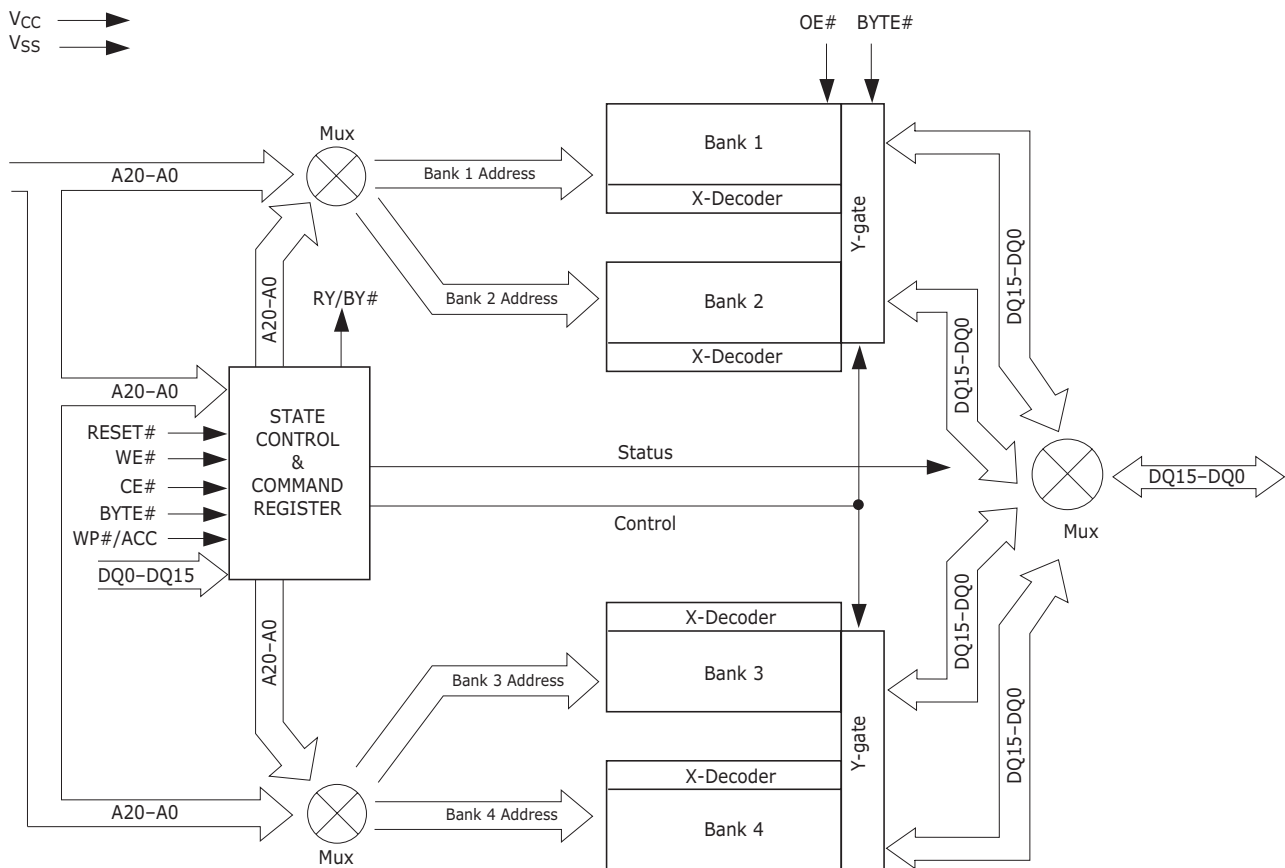 VCC
VSS
OE# BYTE#
Mux
A20–A0
Bank 1 Address
Bank 1
X-Decoder
Y-gate
DQ15–DQ0
A20–A0
RY/BY#
Bank 2 Address
Bank 2
X-Decoder
DQ15–DQ0
A20–A0
RESET#
WE#
CE#
BYTE#
WP#/ACC
DQ0–DQ15
STATE
CONTROL
&
COMMAND
REGISTER
Status
Control
DQ15–DQ0
Mux
A20–A0
X-Decoder
Bank 3 Address
Bank 3
DQ15–DQ0
Y-gate
DQ15–DQ0
X-Decoder
A20–A0
Bank 4 Address
Bank 4
Mux